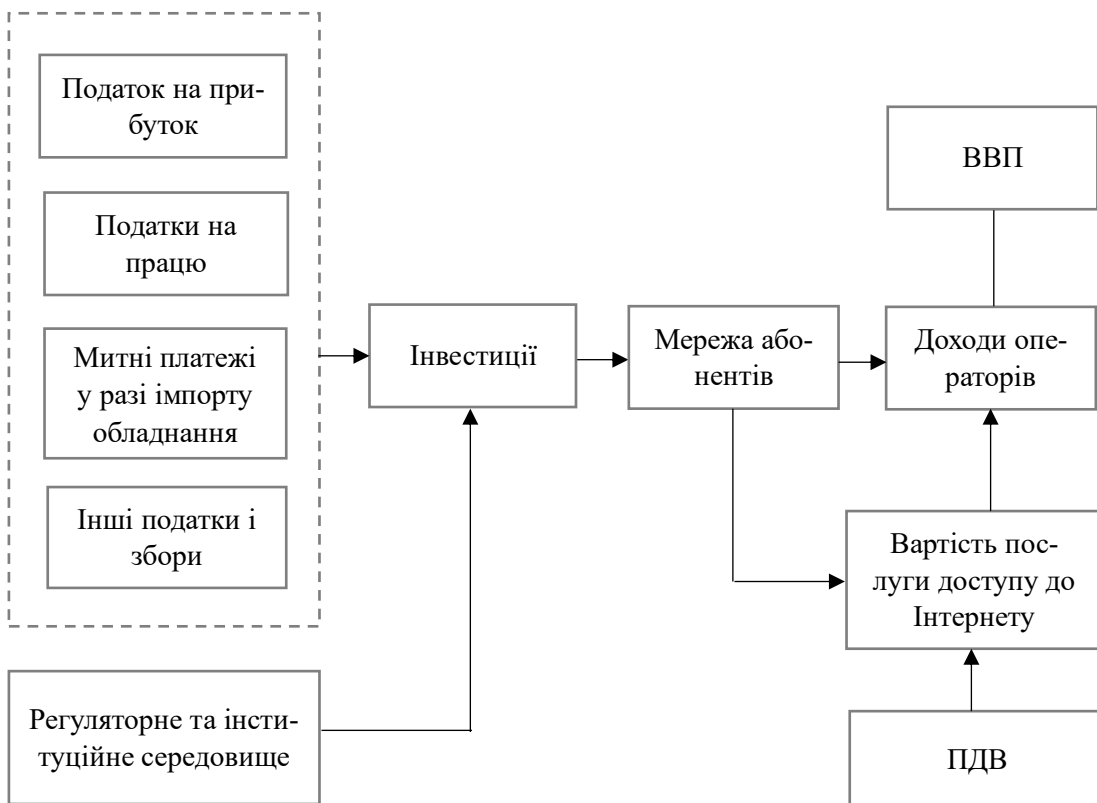 Податок на при-
буток
Податки на
працю
Митні платежі
у разі імпорту
обладнання
Інші податки і
збори
Регуляторне та інсти-
туційне середовище
Інвестиції
Мережа або-
нентів
ВВП
Доходи опе-
раторів
Вартість пос-
луги доступу до
Інтернету
ПДВ